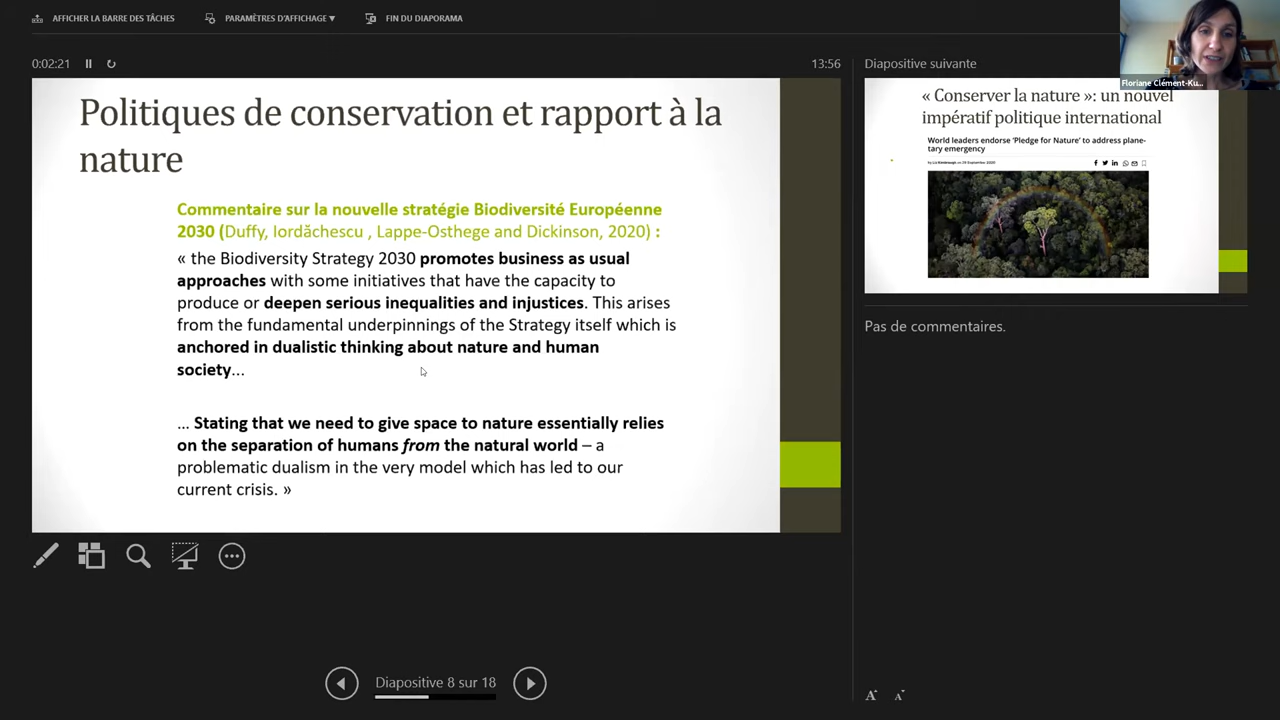 AFFICHER LA BARRE DES TÂCHES
PARAMÈTRES D'AFFICHAGE ▼
FIN DU DIAPORAMA
0:02:21
13:56
Politiques de conservation et rapport à la
nature
Commentaire sur la nouvelle stratégie Biodiversité Européenne
2030 (Duffy, Iordăchescu , Lappe-Osthege and Dickinson, 2020) :
« the Biodiversity Strategy 2030 promotes business as usual
approaches with some initiatives that have the capacity to
produce or deepen serious inequalities and injustices. This arises
from the fundamental underpinnings of the Strategy itself which is
anchored in dualistic thinking about nature and human
society...
... Stating that we need to give space to nature essentially relies
on the separation of humans from the natural world – a
problematic dualism in the very model which has led to our
current crisis. »
Diapositive 8 sur 18
Floriane Clément-Ku...
Diapositive suivante
« Conserver la nature »: un nouvel
impératif politique international
World leaders endorse 'Pledge for Nature' to address plane-
tary emergency
2020
Pas de commentaires.
A A